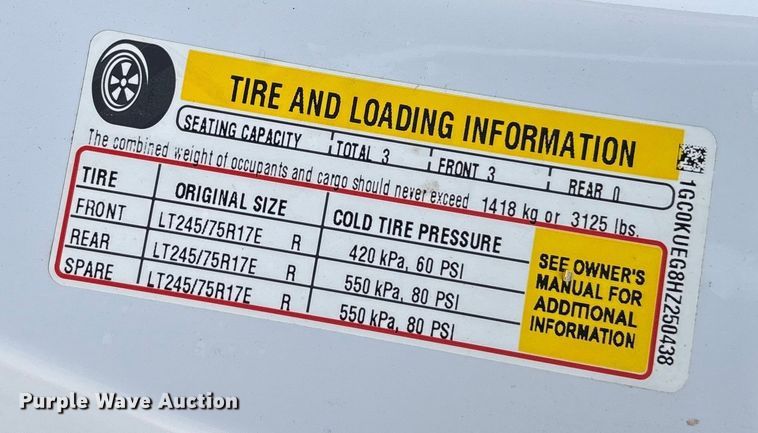 TIRE AND LOADING INFORMATION
SEATING CAPACITY TOTAL 3 FRONT 3 REAR 0
The combined weight of occupants and cargo should never exceed 1418 kg or 3125 lbs.
TIRE ORIGINAL SIZE COLD TIRE PRESSURE
FRONT LT245/75R17E R 420 kPa, 60 PSI
REAR LT245/75R17E R 550 kPa, 80 PSI
SPARE LT245/75R17E R 550 kPa, 80 PSI
SEE OWNER'S
MANUAL FOR
ADDITIONAL
INFORMATION
1GC0KUEG8HZ250438
Purple Wave Auction